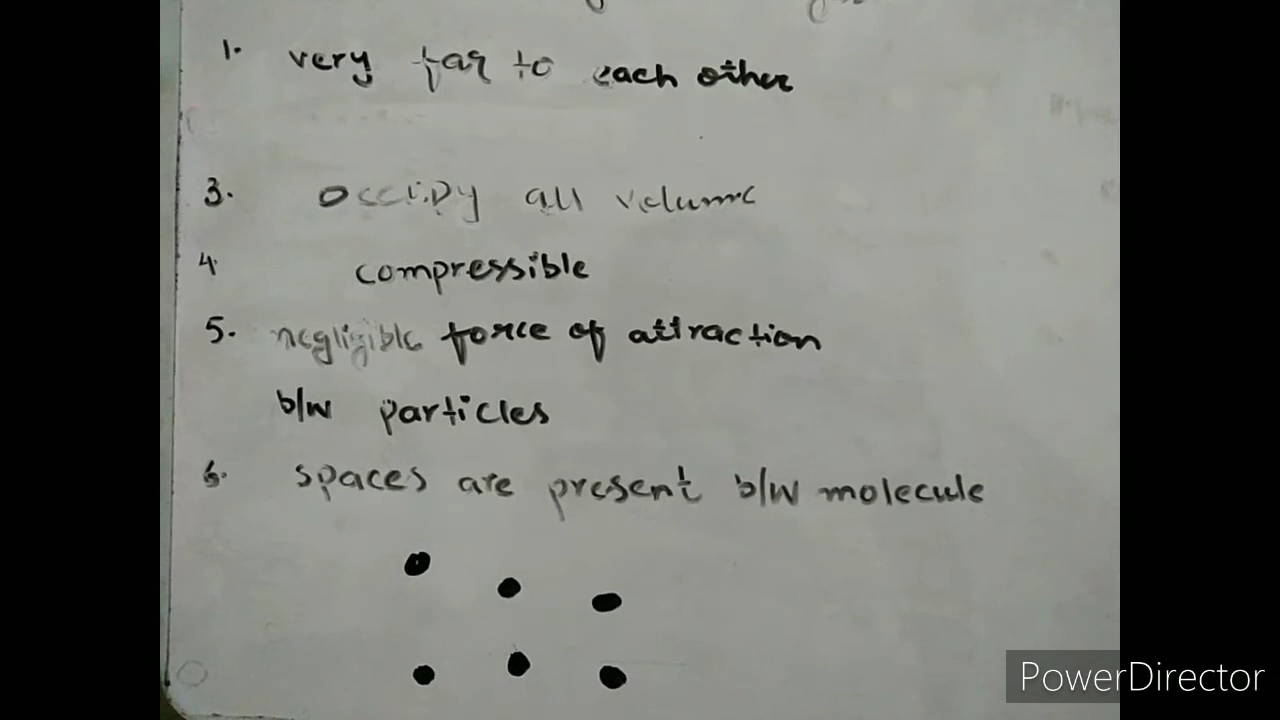 1. very far to each other
3. Occupy all volume
4 compressible
5. negligible force of attraction
b/w particles
6. spaces are present b/w molecule
PowerDirector